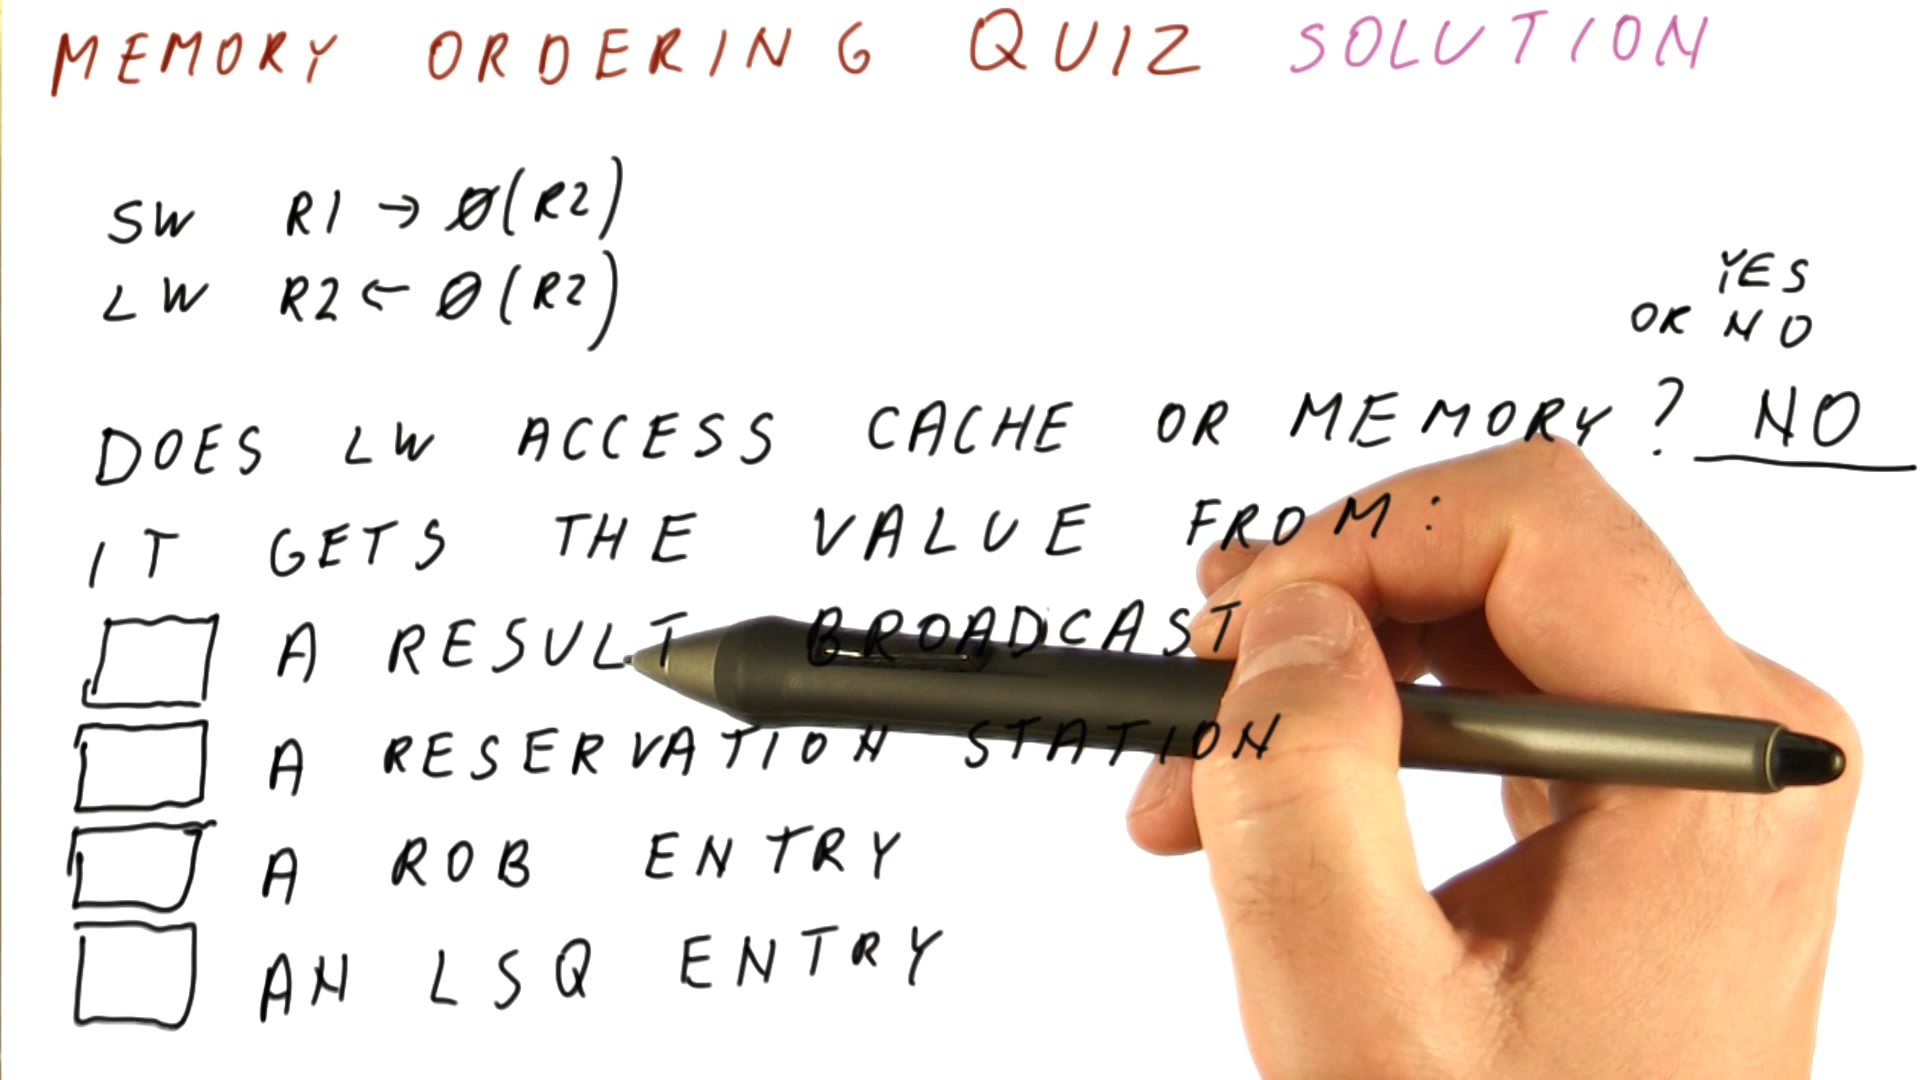 MEMORY ORDERING QUIZ SOLUTION
SW R1 → 0(R2)
LW R2 ← 0(R2)
YES
OR NO
DOES LW ACCESS CACHE OR MEMORY? NO
IT GETS THE VALUE FROM:
A RESULT BROADCAST
A RESERVATION STATION
A ROB ENTRY
AN LSQ ENTRY